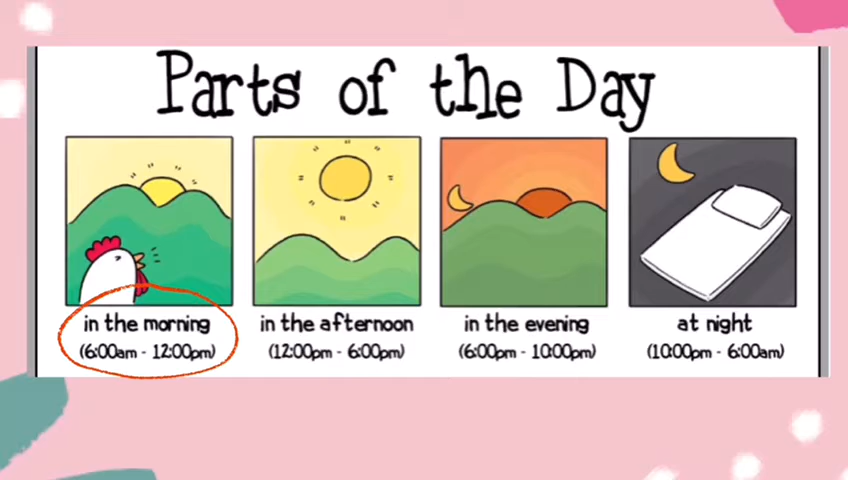 Parts of the Day
in the morning
(6:00am - 12:00pm)
in the afternoon
(12:00pm - 6:00pm)
in the evening
(6:00pm - 10:00pm)
at night
(10:00pm - 6:00am)